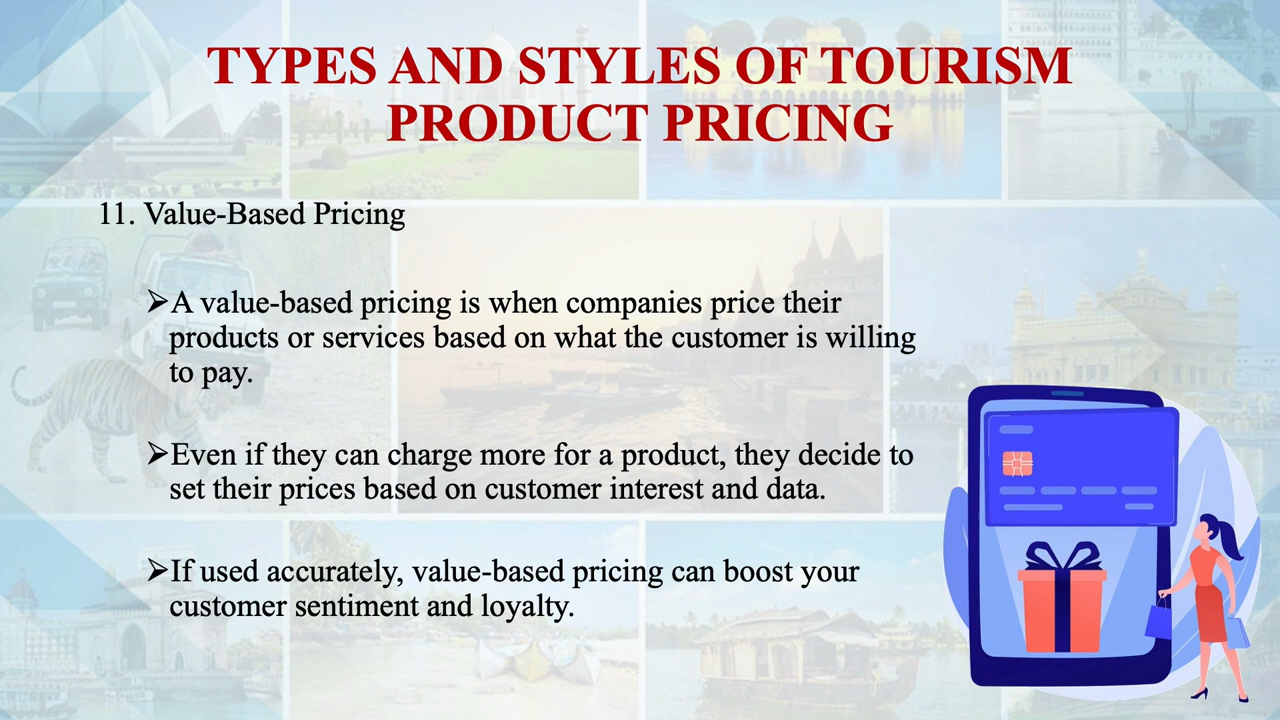 TYPES AND STYLES OF TOURISM
PRODUCT PRICING
11. Value-Based Pricing
➢A value-based pricing is when companies price their
products or services based on what the customer is willing
to pay.
➢Even if they can charge more for a product, they decide to
set their prices based on customer interest and data.
➢If used accurately, value-based pricing can boost your
customer sentiment and loyalty.